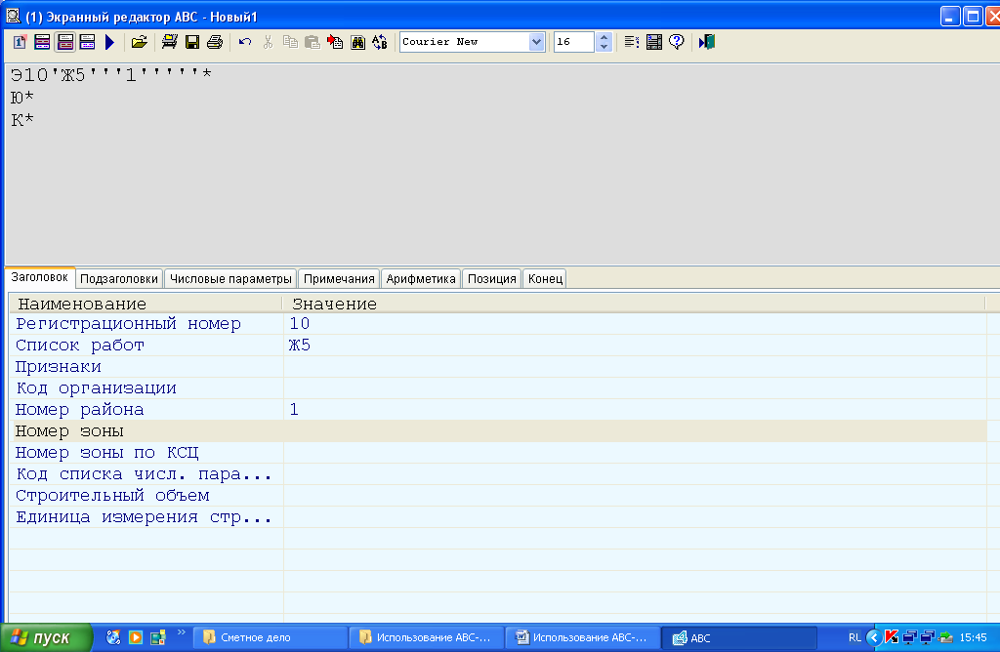 (1) Экранный редактор АВС - Новый1
Courier New 16
Э10'Ж5'''1'''''*
Ю*
К*
Заголовок Подзаголовки Числовые параметры Примечания Арифметика Позиция Конец
Наименование Значение
Регистрационный номер 10
Список работ Ж5
Признаки
Код организации
Номер района 1
Номер зоны
Номер зоны по КСЦ
Код списка числ. пара...
Строительный объем
Единица измерения стр...
пуск Сметное дело Использование АВС-... Использование АВС-... АВС RL 15:45